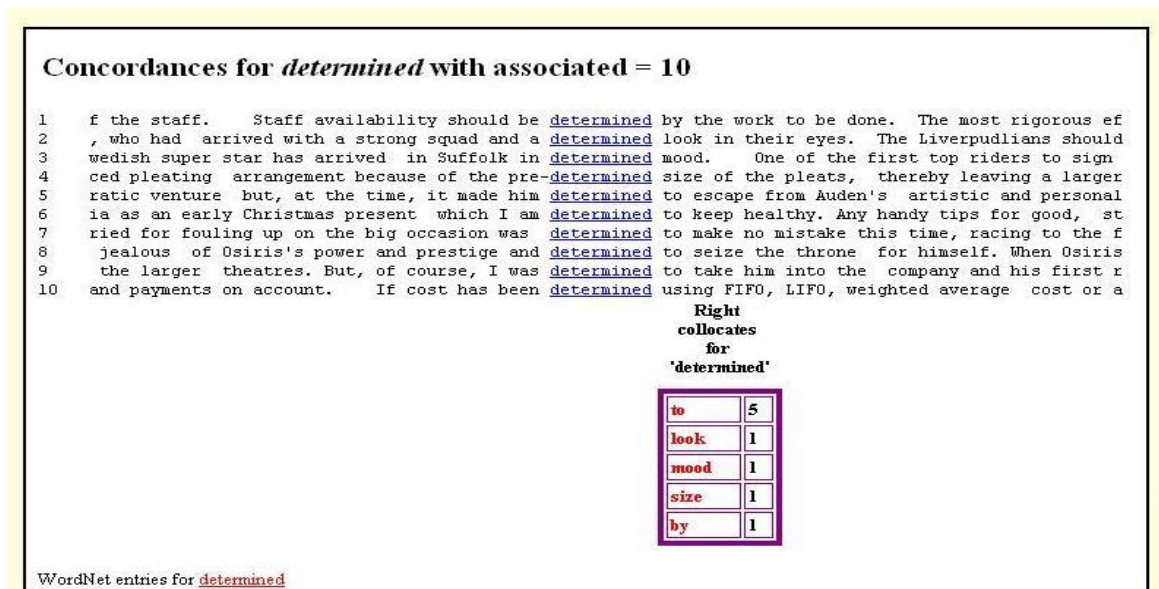 Concordances for determined with associated = 10
1 f the staff. Staff availability should be determined by the work to be done. The most rigorous ef
2 , who had arrived with a strong squad and a determined look in their eyes. The Liverpudlians should
3 wedish super star has arrived in Suffolk in determined mood. One of the first top riders to sign
4 ced pleating arrangement because of the pre-determined size of the pleats, thereby leaving a larger
5 ratic venture but, at the time, it made him determined to escape from Auden's artistic and personal
6 ia as an early Christmas present which I am determined to keep healthy. Any handy tips for good, st
7 ried for fouling up on the big occasion was determined to make no mistake this time, racing to the f
8 jealous of Osiris's power and prestige and determined to seize the throne for himself. When Osiris
9 the larger theatres. But, of course, I was determined to take him into the company and his first r
10 and payments on account. If cost has been determined using FIFO, LIFO, weighted average cost or a
Right
collocates
for
'determined'
to 5
look 1
mood 1
size 1
by 1
WordNet entries for determined